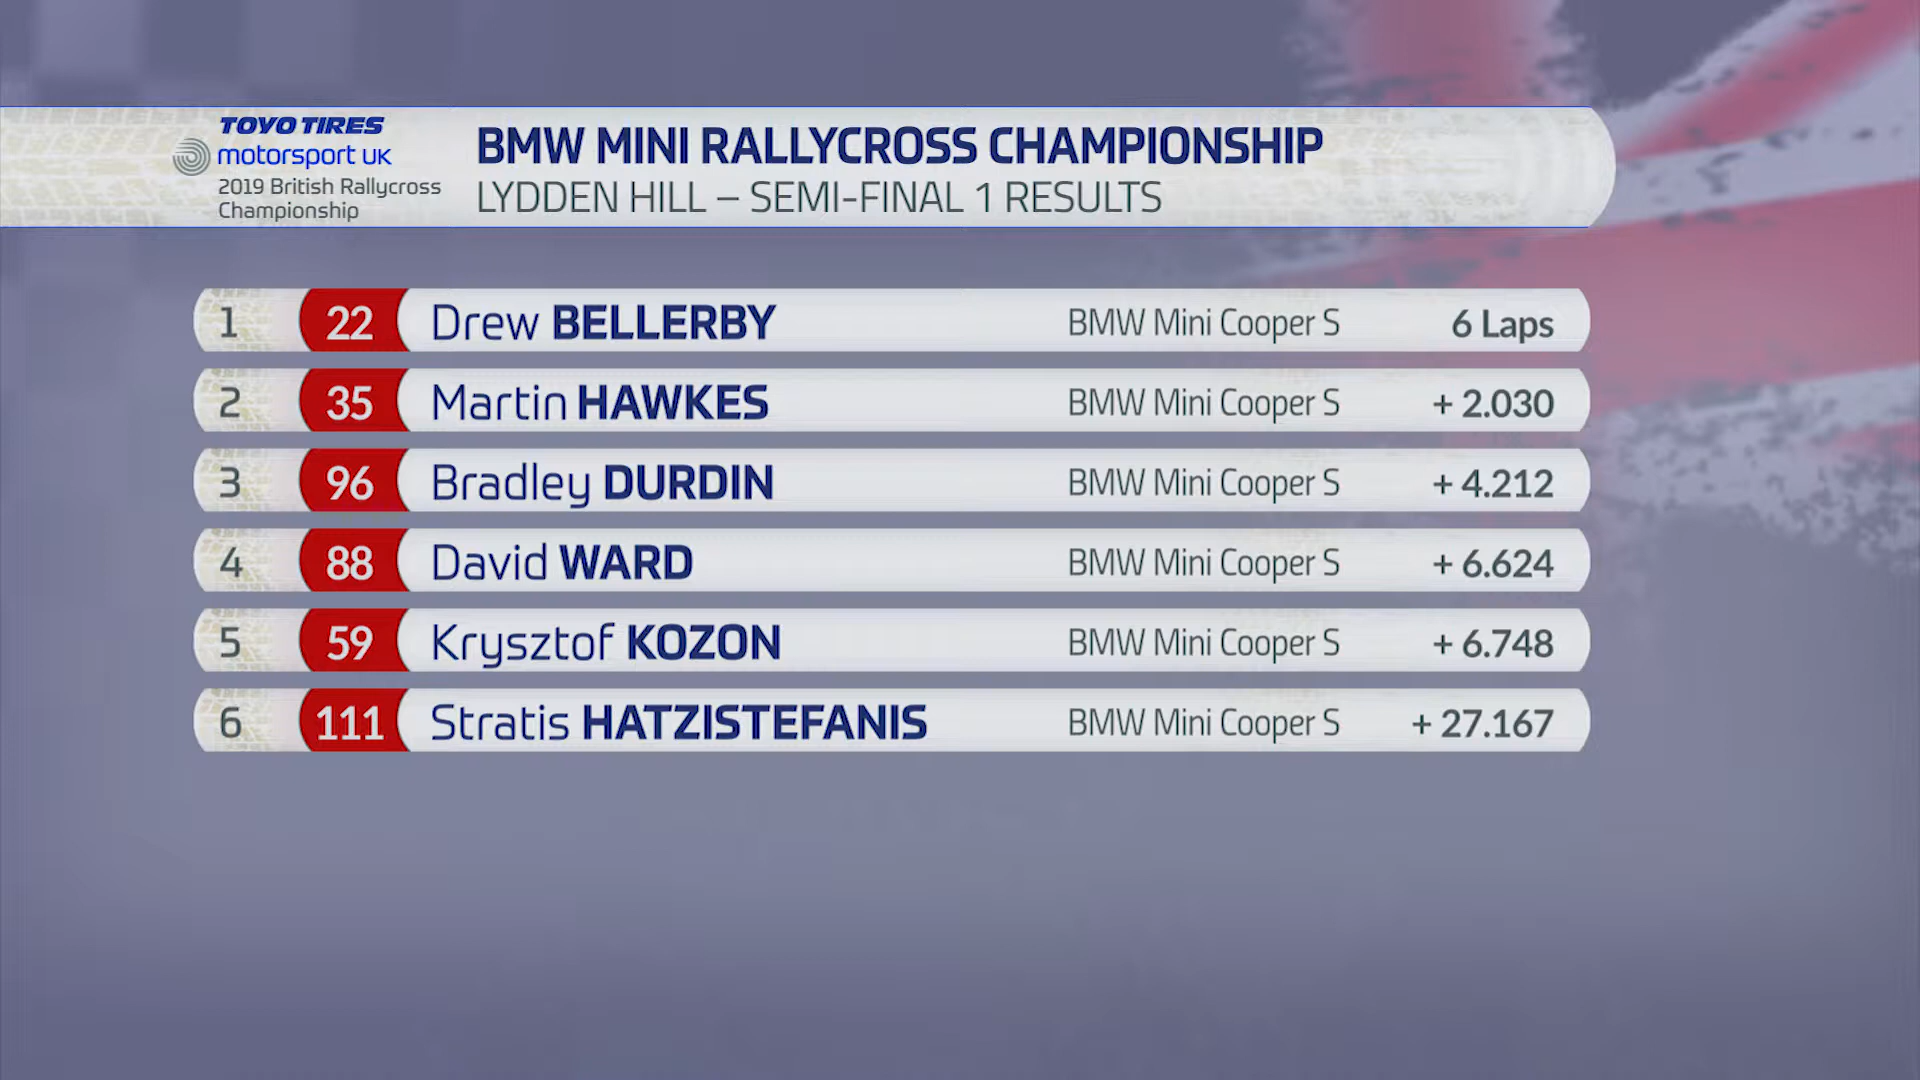 TOYO TIRES
motorsport UK
2019 British Rallycross
Championship
BMW MINI RALLYCROSS CHAMPIONSHIP
LYDDEN HILL – SEMI-FINAL 1 RESULTS
1 22 Drew BELLERBY BMW Mini Cooper S 6 Laps
2 35 Martin HAWKES BMW Mini Cooper S + 2.030
3 96 Bradley DURDIN BMW Mini Cooper S + 4.212
4 88 David WARD BMW Mini Cooper S + 6.624
5 59 Krysztof KOZON BMW Mini Cooper S + 6.748
6 111 Stratis HATZISTEFANIS BMW Mini Cooper S + 27.167